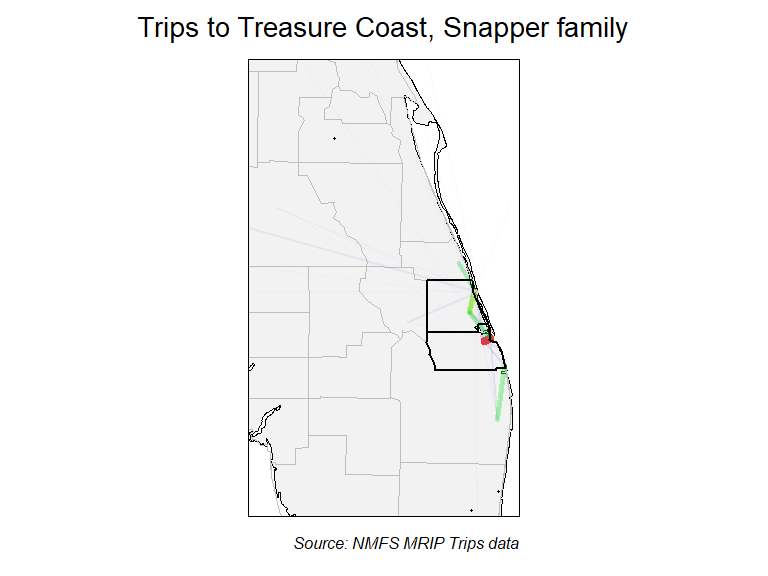 Trips to Treasure Coast, Snapper family
Source: NMFS MRIP Trips data